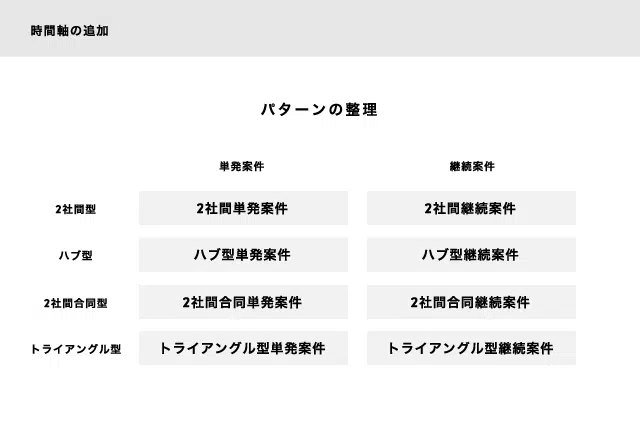 時間軸の追加
パターンの整理
単発案件 継続案件
2社間型 2社間単発案件 2社間継続案件
ハブ型 ハブ型単発案件 ハブ型継続案件
2社間合同型 2社間合同単発案件 2社間合同継続案件
トライアングル型 トライアングル型単発案件 トライアングル型継続案件